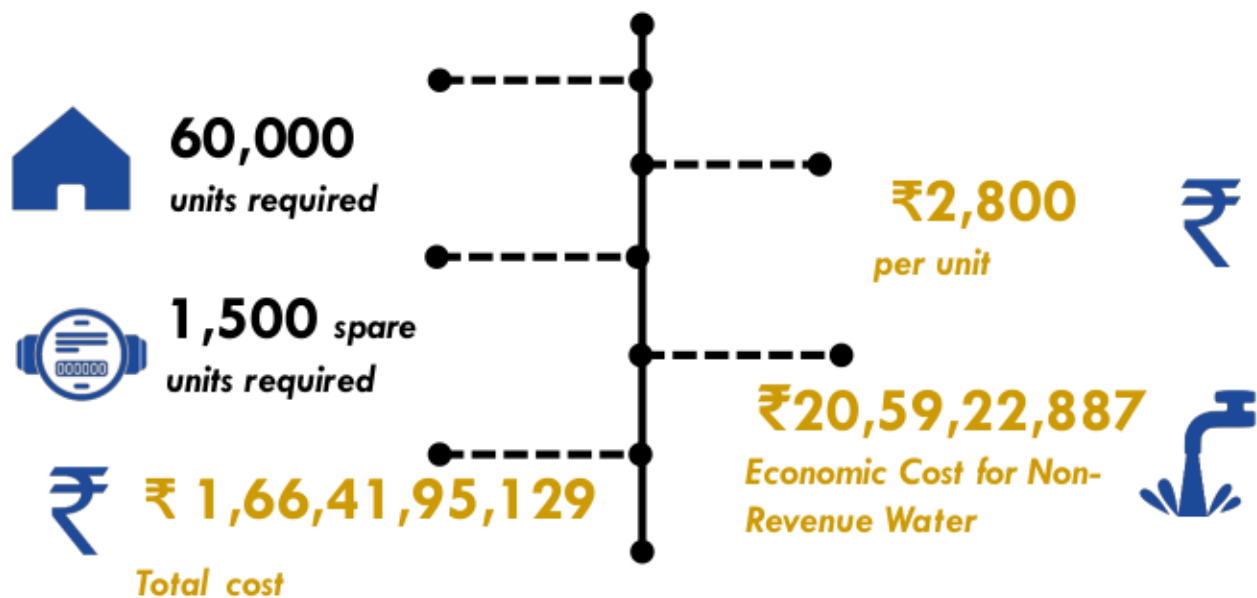 60,000
units required
₹2,800
per unit
1,500 spare
units required
₹20,59,22,887
Economic Cost for Non-
Revenue Water
₹ 1,66,41,95,129
Total cost